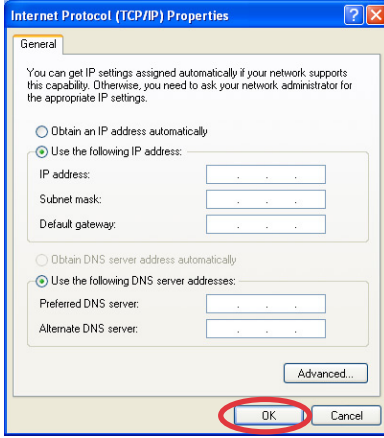 Internet Protocol (TCP/IP) Properties
General
You can get IP settings assigned automatically if your network supports
this capability. Otherwise, you need to ask your network administrator for
the appropriate IP settings.
Obtain an IP address automatically
Use the following IP address:
IP address:
Subnet mask:
Default gateway:
Obtain DNS server address automatically
Use the following DNS server addresses:
Preferred DNS server:
Alternate DNS server:
Advanced...
OK Cancel